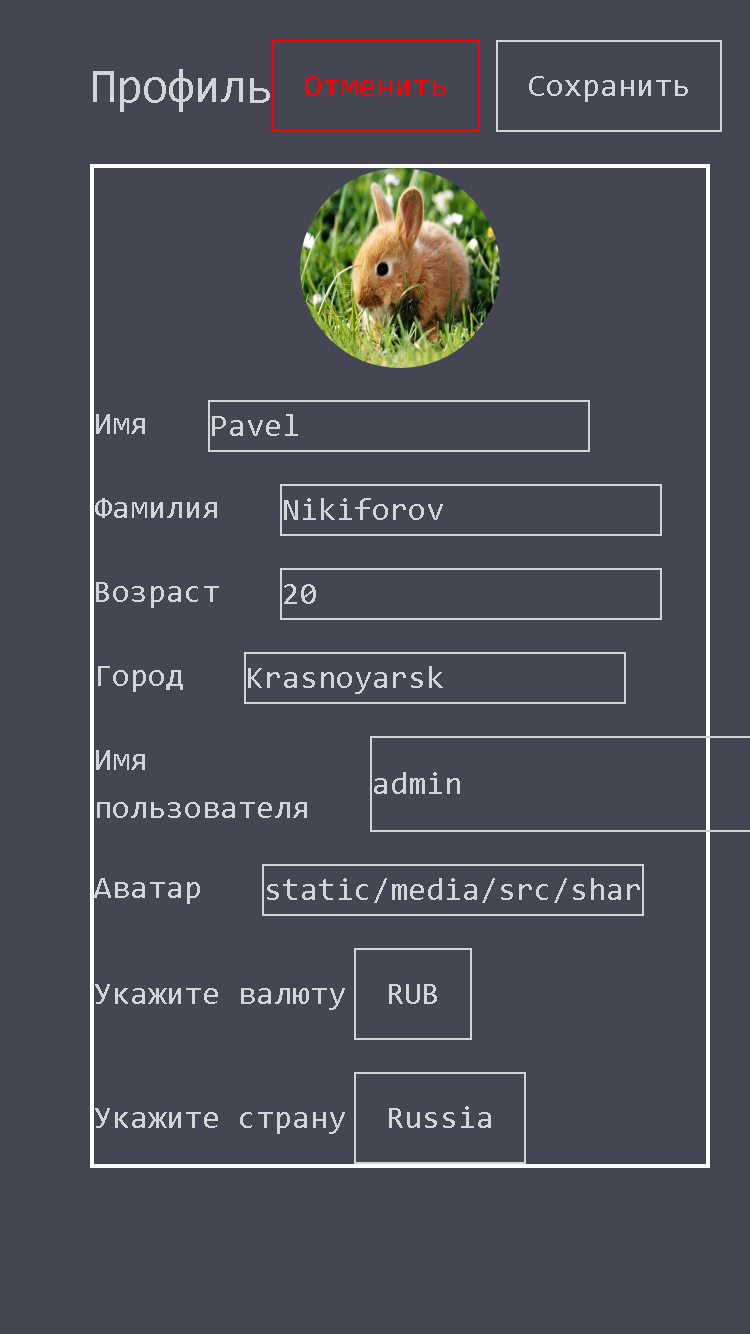 Профиль Отменить Сохранить
Имя Pavel
Фамилия Nikiforov
Возраст 20
Город Krasnoyarsk
Имя
пользователя admin
Аватар static/media/src/shar
Укажите валюту RUB
Укажите страну Russia